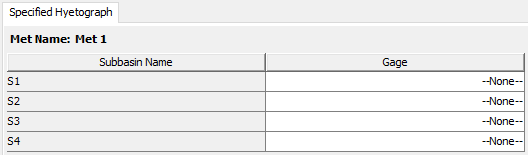 Specified Hyetograph
Met Name: Met 1
Subbasin Name Gage
S1 --None--
S2 --None--
S3 --None--
S4 --None--